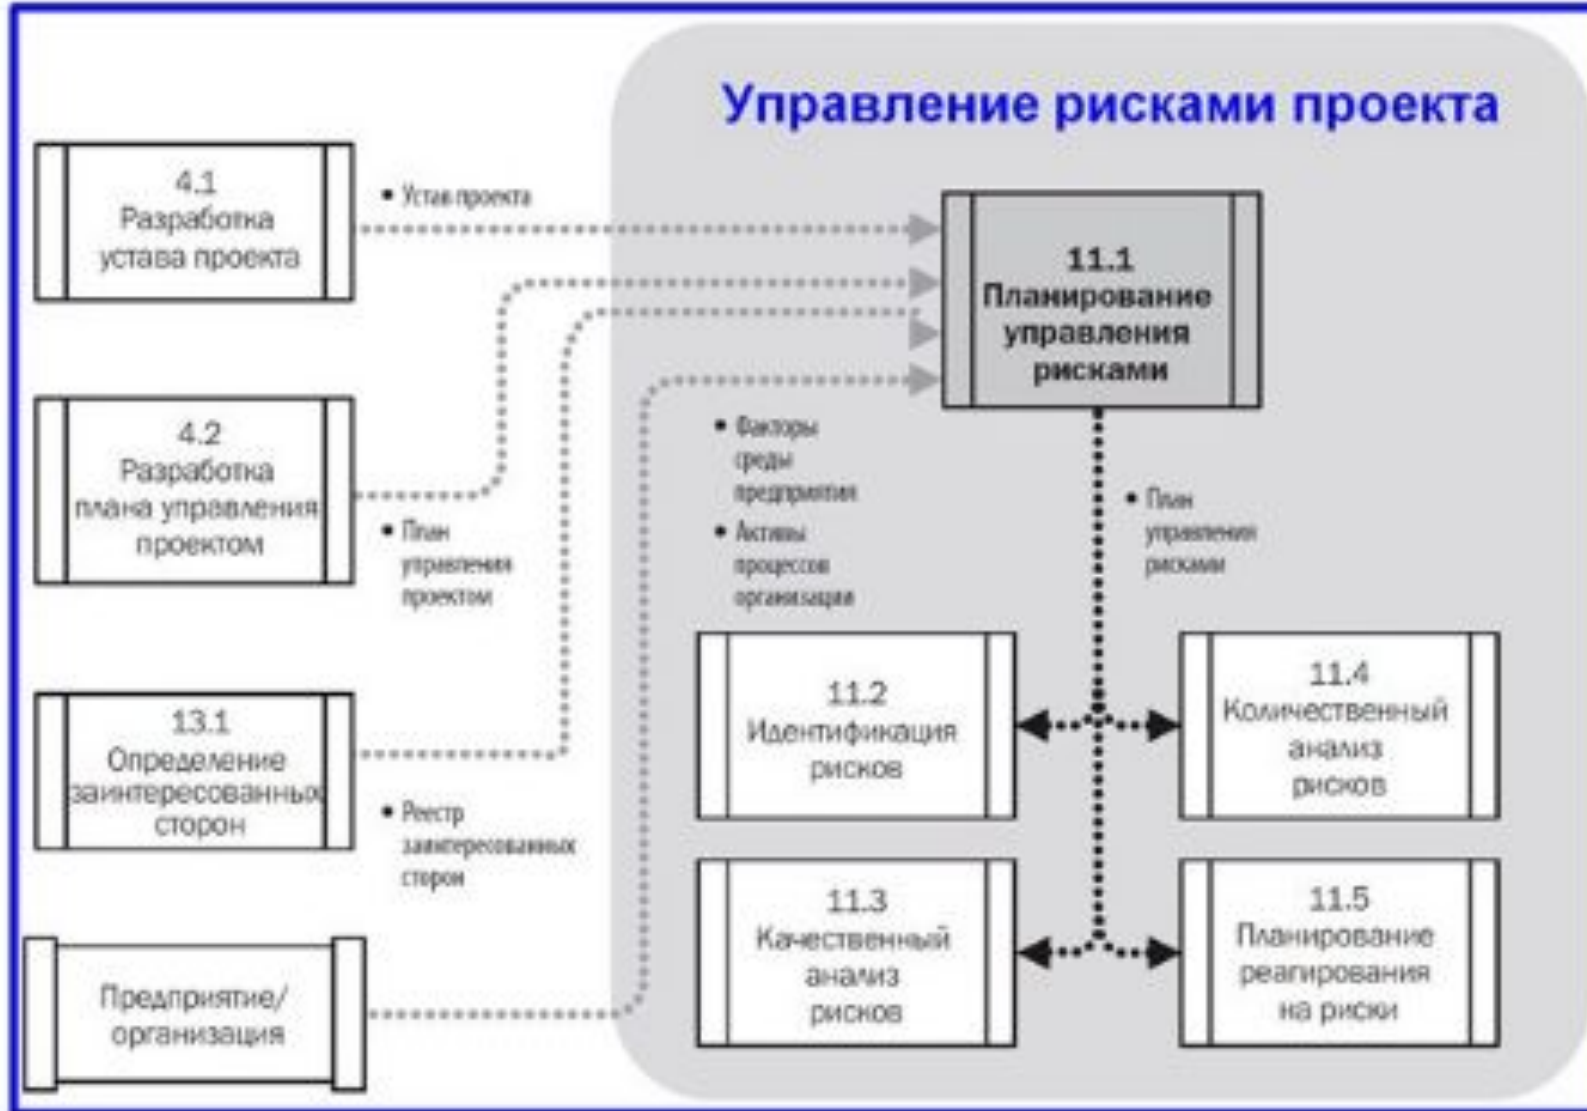 Управление рисками проекта
4.1
Разработка
устава проекта
• Устав проекта
11.1
Планирование
управления
рисками
4.2
Разработка
плана управления
проектом
• План
управления
проектом
• Факторы
среды
предприятия
• Активы
процессов
организации
• План
управления
рисками
13.1
Определение
заинтересованных
сторон
• Реестр
заинтересованных
сторон
11.2
Идентификация
рисков
11.4
Количественный
анализ
рисков
11.3
Качественный
анализ
рисков
11.5
Планирование
реагирования
на риски
Предприятие/
организация